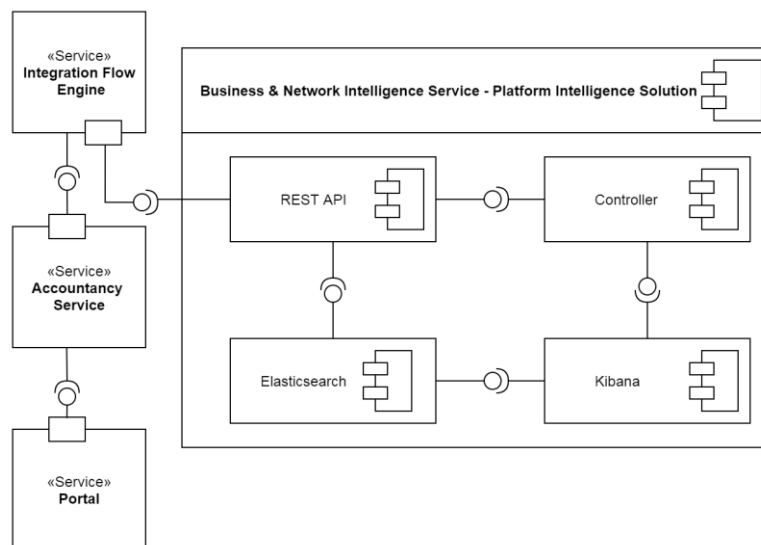 «Service»
Integration Flow
Engine
Business & Network Intelligence Service - Platform Intelligence Solution
REST API
Controller
«Service»
Accountancy
Service
Elasticsearch
Kibana
«Service»
Portal